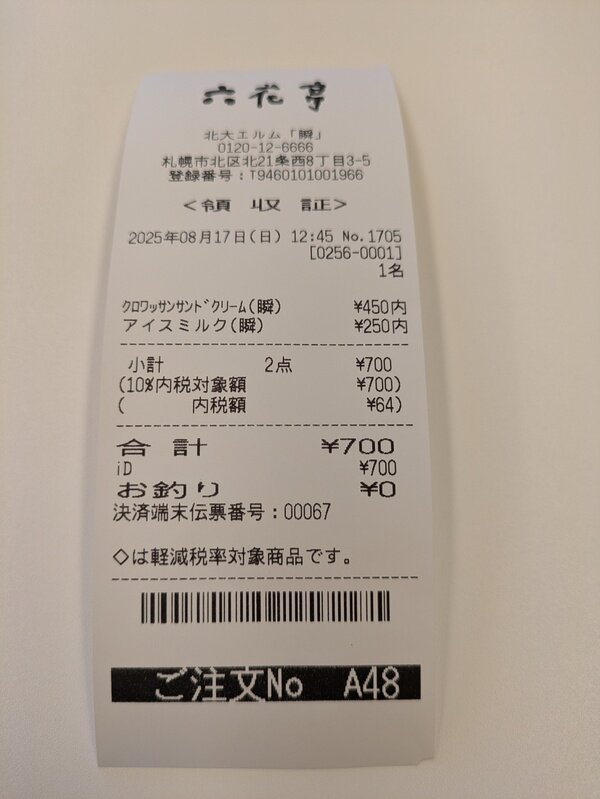 六花亭
北大エルム「瞬」
0120-12-6666
札幌市北区北21条西8丁目3-5
登録番号：T9460101001966
<領 収 証>
2025年08月17日(日) 12:45 No.1705
[0256-0001]
1名
ｸﾛﾜｯｻﾝｻﾝﾄﾞｸﾘｰﾑ(瞬) ¥450内
アイスミルク(瞬) ¥250内
小計 2点 ¥700
(10%内税対象額 ¥700)
( 内税額 ¥64)
合 計 ¥700
iD ¥700
お釣り ¥0
決済端末伝票番号：00067
◇は軽減税率対象商品です。
ご注文No A48